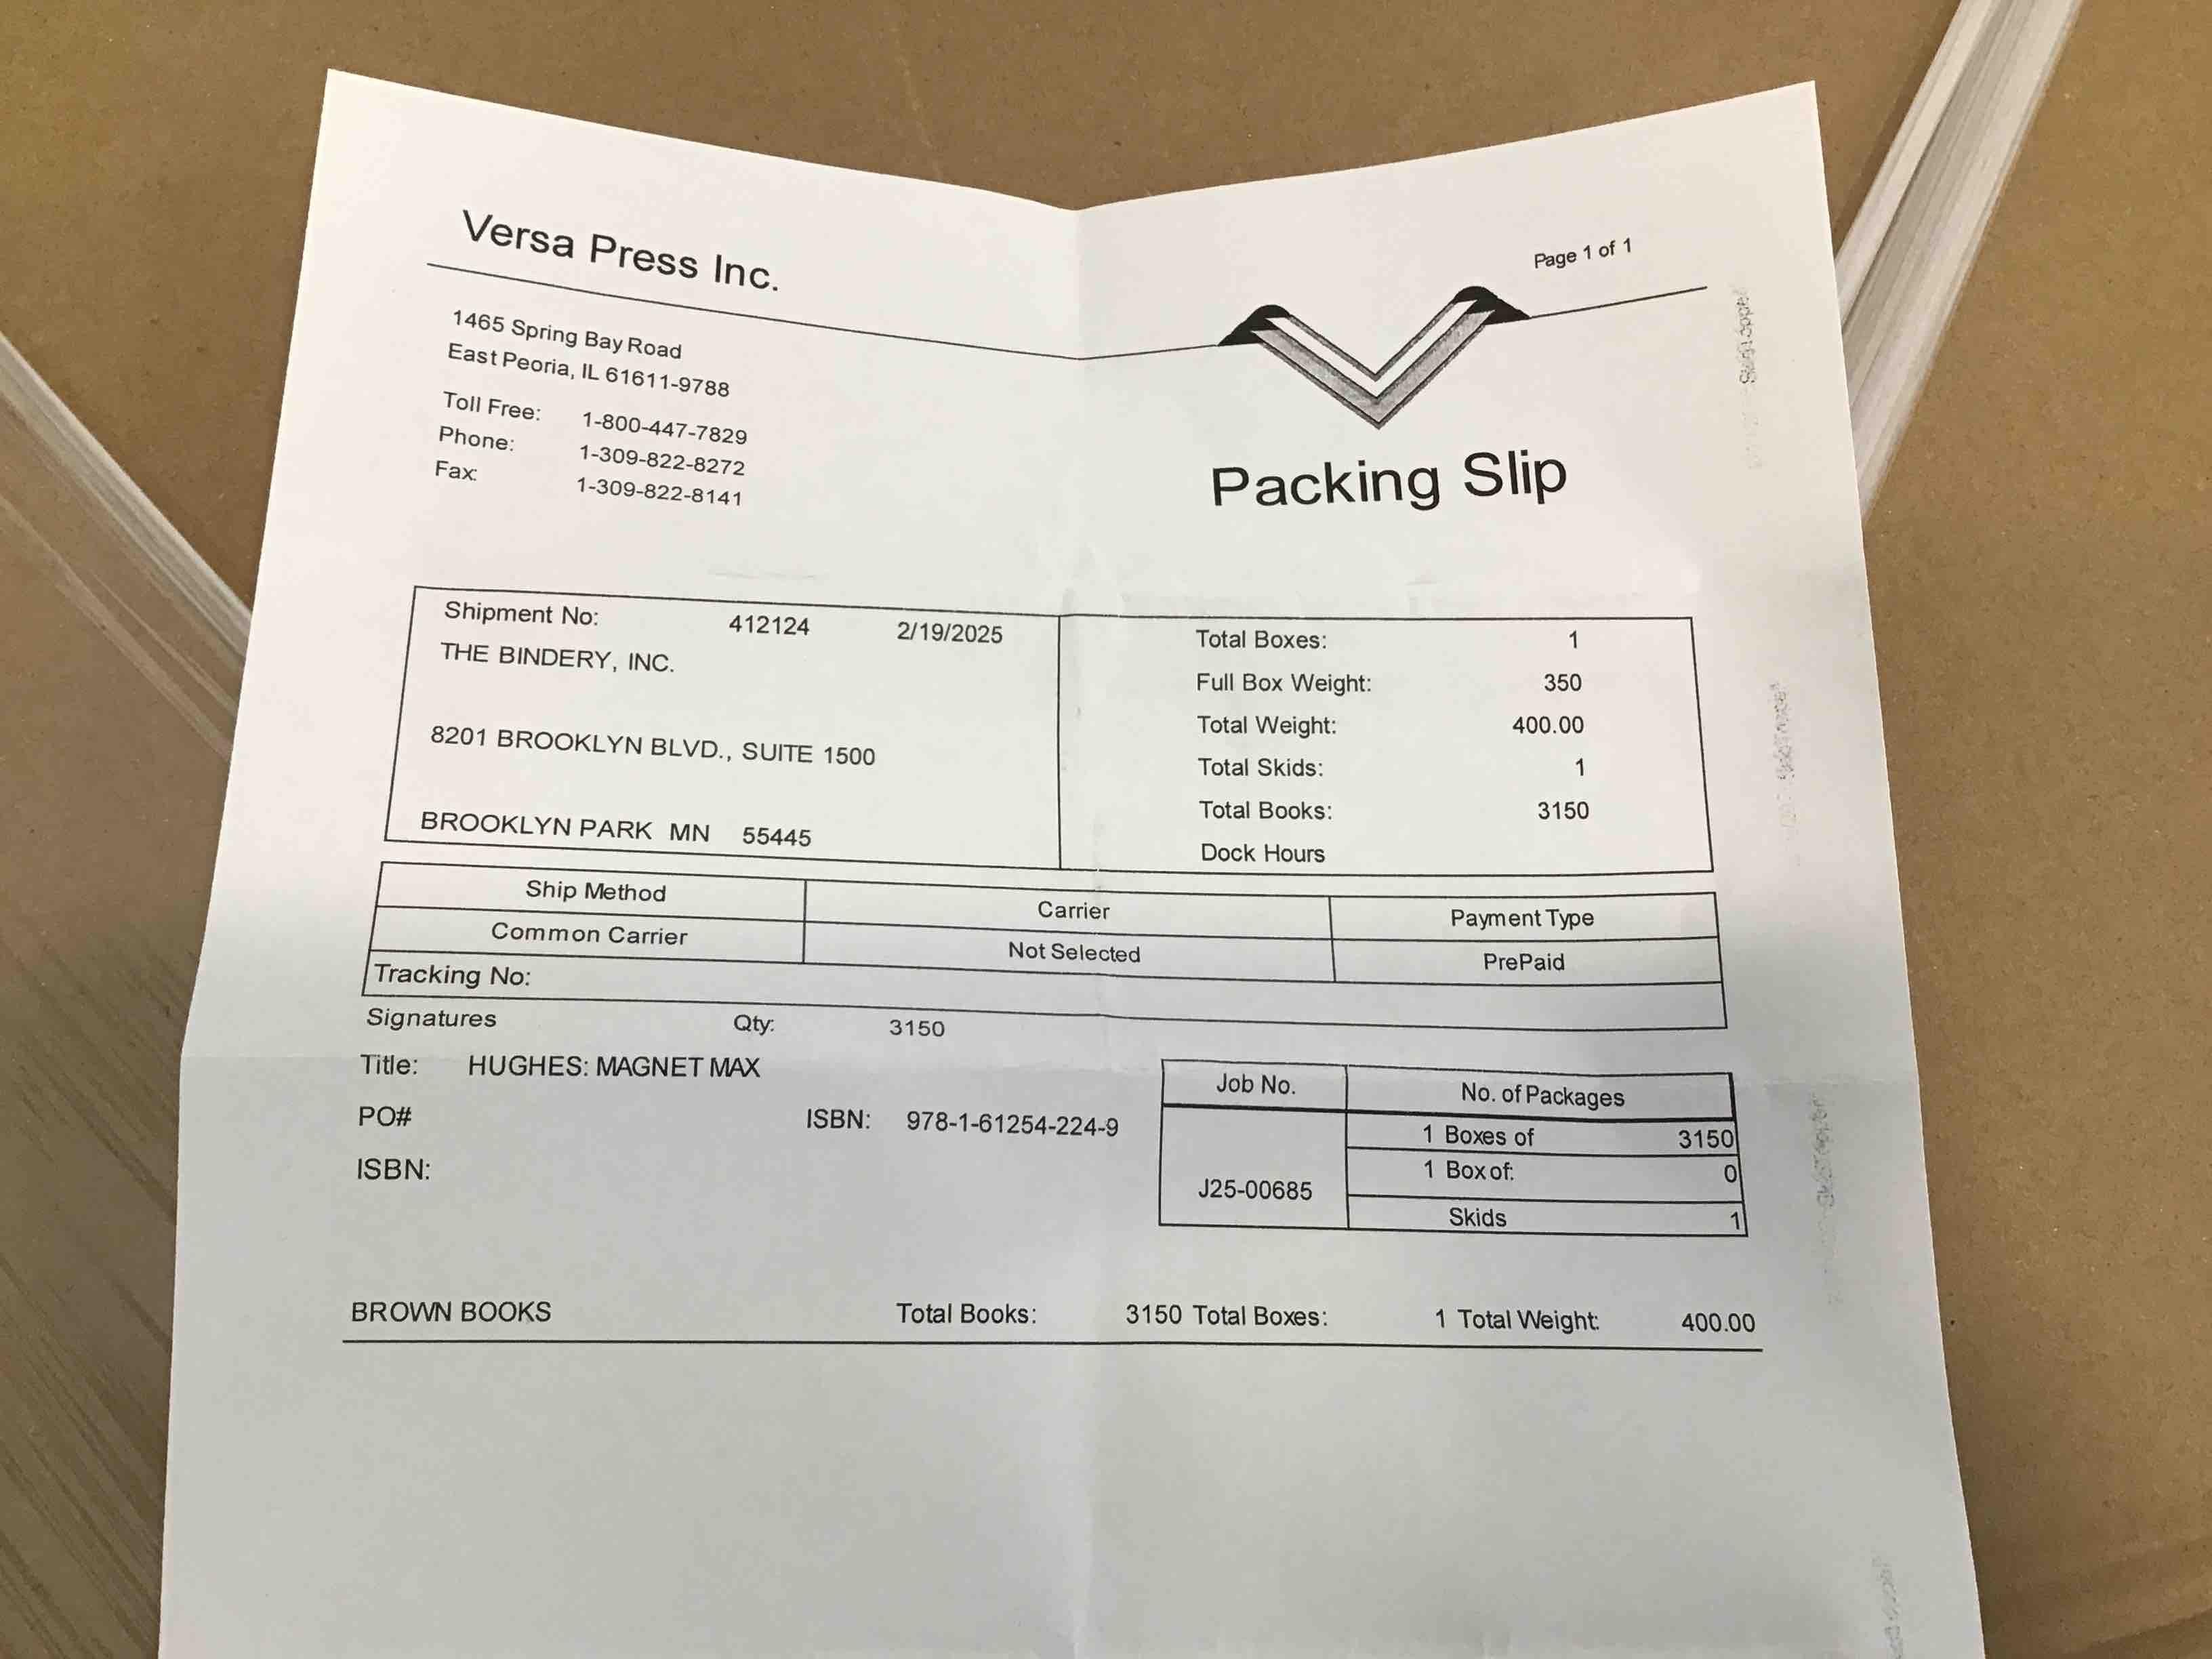 Versa Press Inc.
Page 1 of 1
1465 Spring Bay Road
East Peoria, IL 61611-9788
Toll Free: 1-800-447-7829
Phone: 1-309-822-8272
Fax: 1-309-822-8141
Packing Slip
Shipment No: 412124 2/19/2025
THE BINDERY, INC.
8201 BROOKLYN BLVD., SUITE 1500
BROOKLYN PARK MN 55445
Total Boxes: 1
Full Box Weight: 350
Total Weight: 400.00
Total Skids: 1
Total Books: 3150
Dock Hours
Ship Method Carrier Payment Type
Common Carrier Not Selected PrePaid
Tracking No:
Signatures Qty: 3150
Title: HUGHES: MAGNET MAX
PO# ISBN: 978-1-61254-224-9
ISBN:
Job No. No. of Packages
1 Boxes of 3150
J25-00685 1 Box of: 0
Skids 1
BROWN BOOKS Total Books: 3150 Total Boxes: 1 Total Weight: 400.00